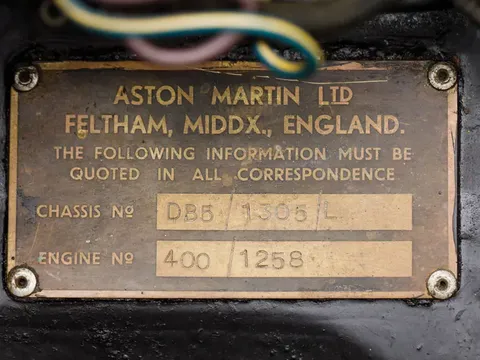 ASTON MARTIN LTD
FELTHAM, MIDDX., ENGLAND.
THE FOLLOWING INFORMATION MUST BE
QUOTED IN ALL CORRESPONDENCE
CHASSIS Nº DB5/1305/L
ENGINE Nº 400/1258